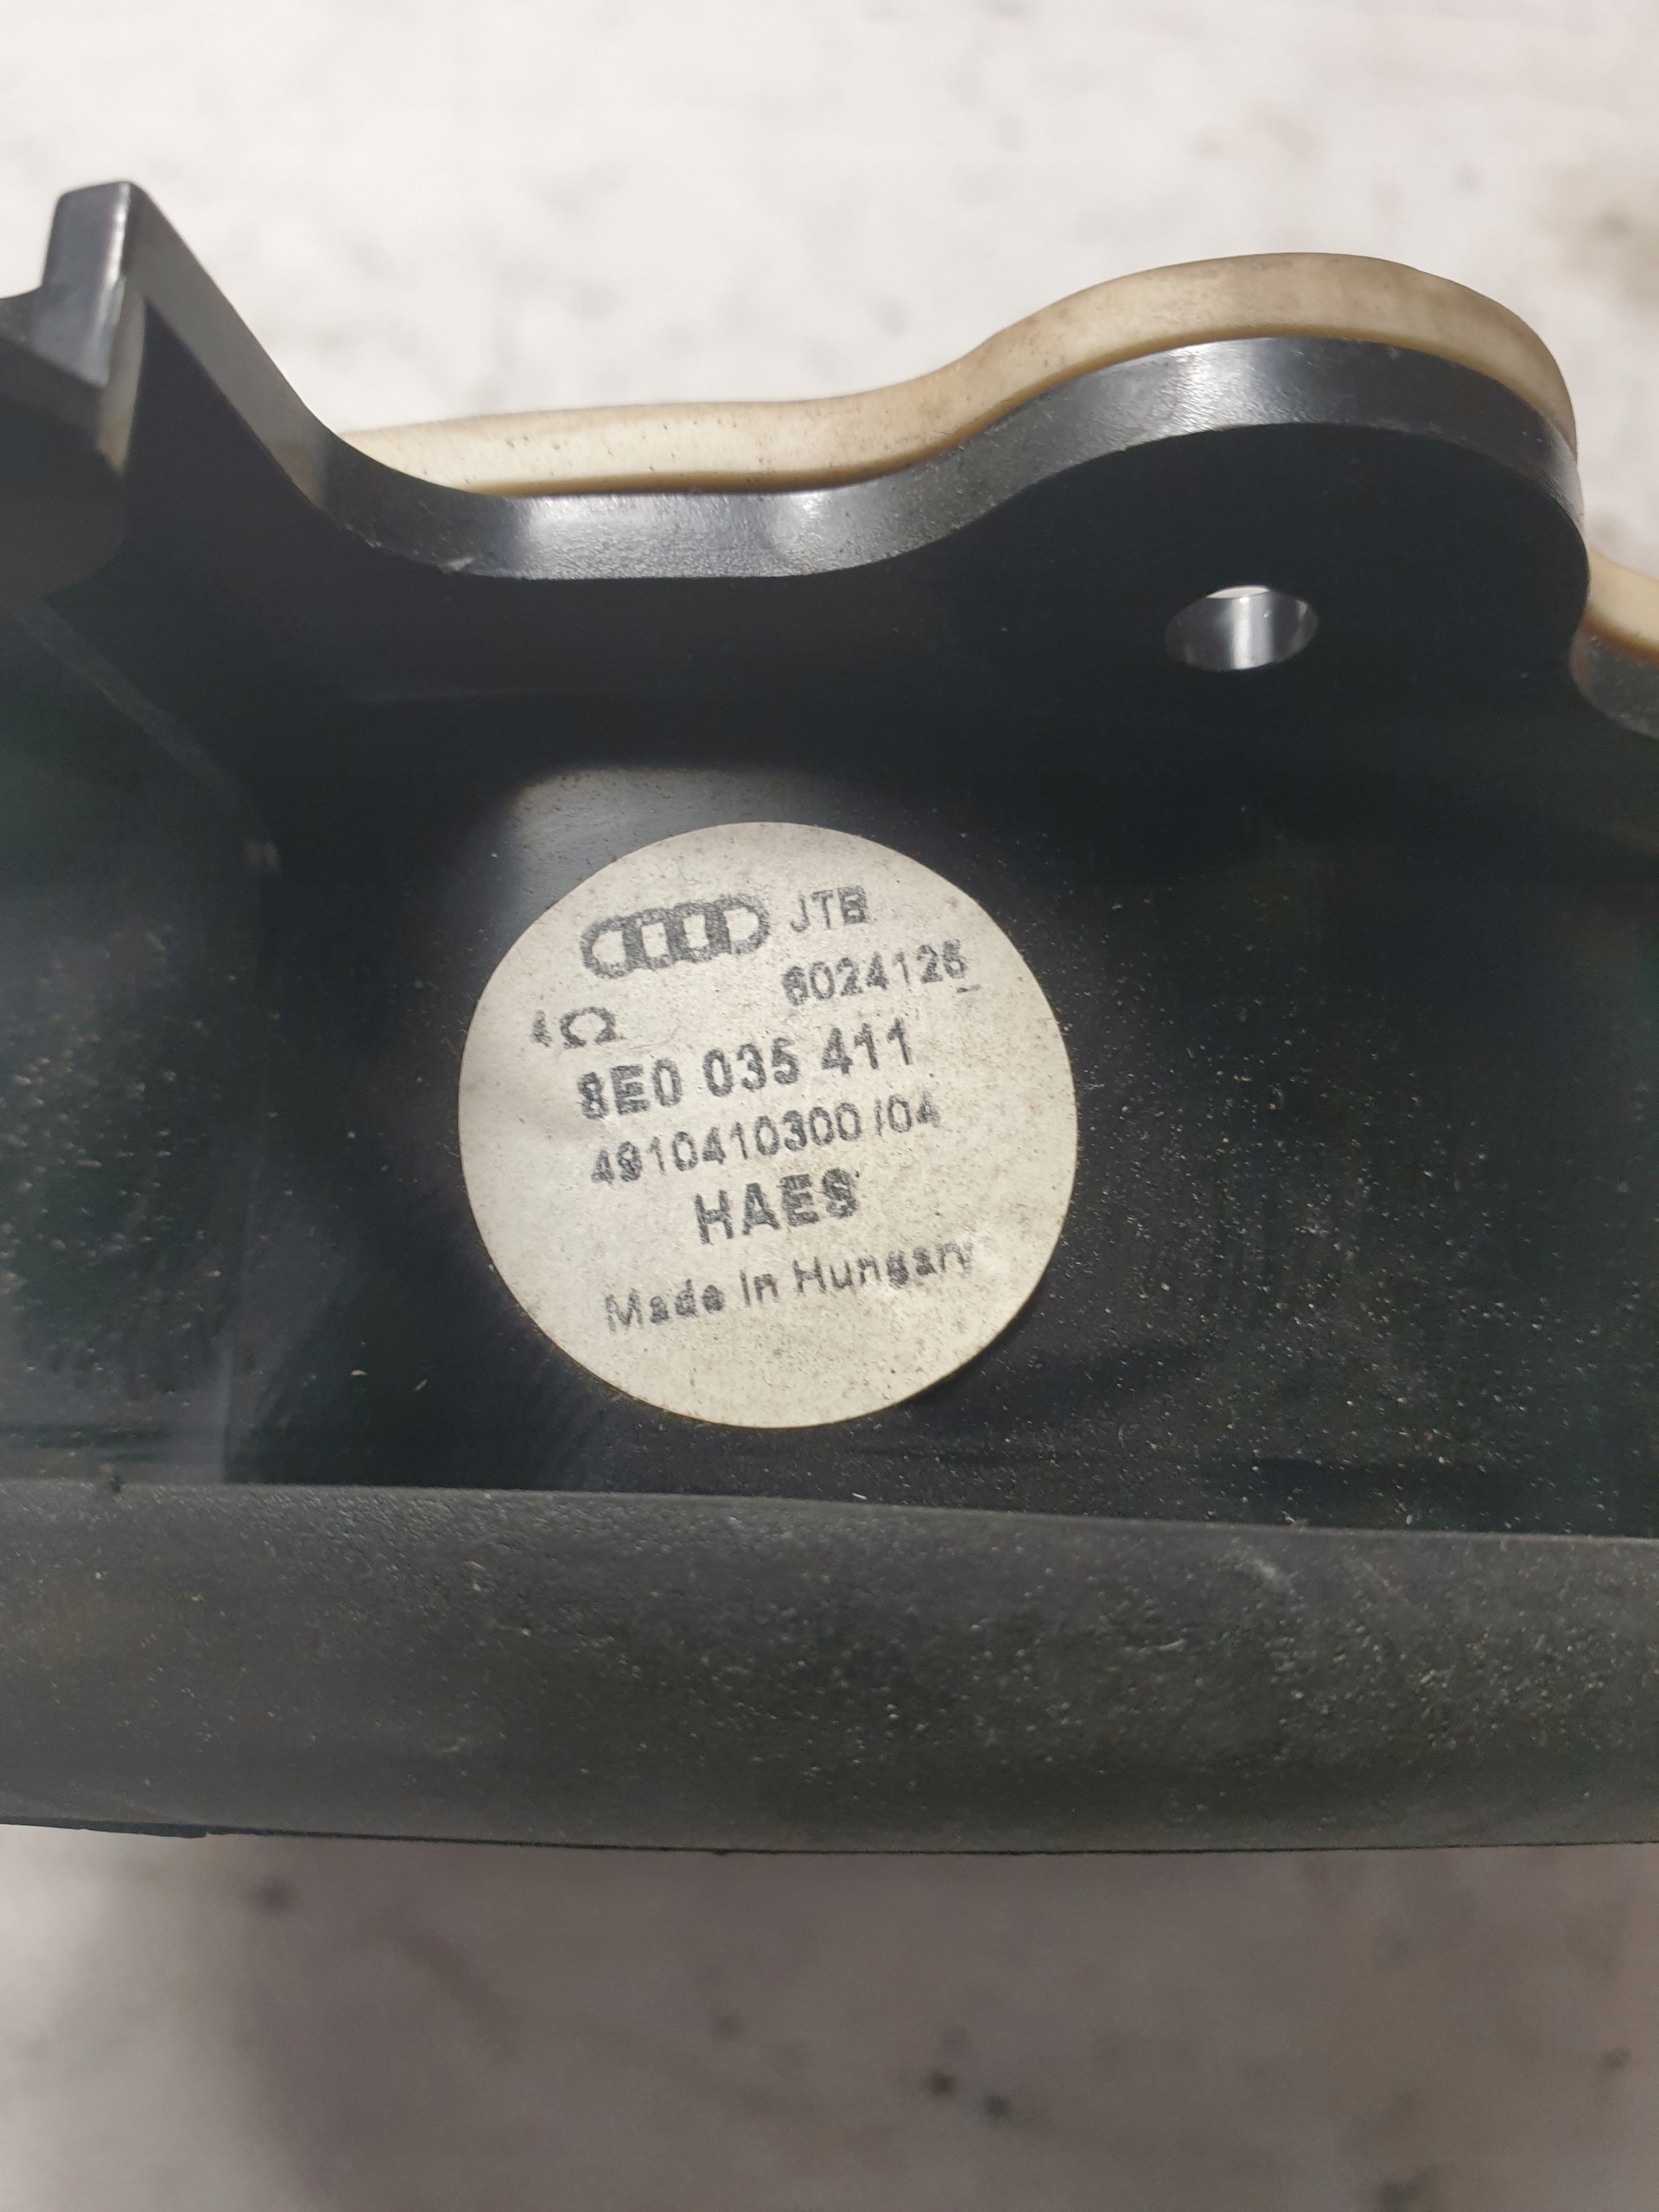 JTB
6024126
4Ω
8E0 035 411
4910410300/04
HAES
Made in Hungary